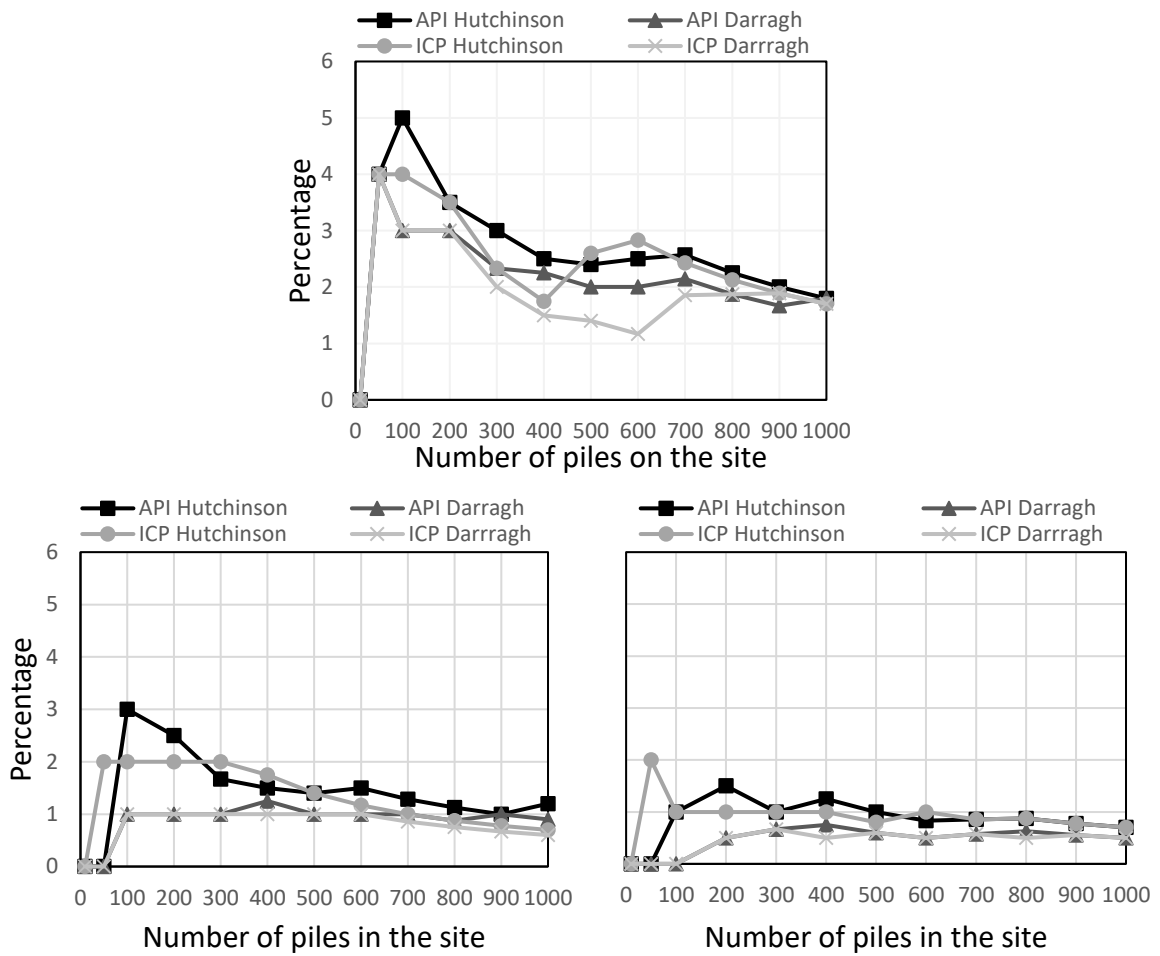 API Hutchinson API Darragh
ICP Hutchinson ICP Darrragh
6
5
4
3
2
1
0
Percentage
0 100 200 300 400 500 600 700 800 900 1000
Number of piles on the site
API Hutchinson API Darragh
ICP Hutchinson ICP Darrragh
6
5
4
3
2
1
0
Percentage
0 100 200 300 400 500 600 700 800 900 1000
Number of piles in the site
API Hutchinson API Darragh
ICP Hutchinson ICP Darrragh
0 100 200 300 400 500 600 700 800 900 1000
Number of piles in the site